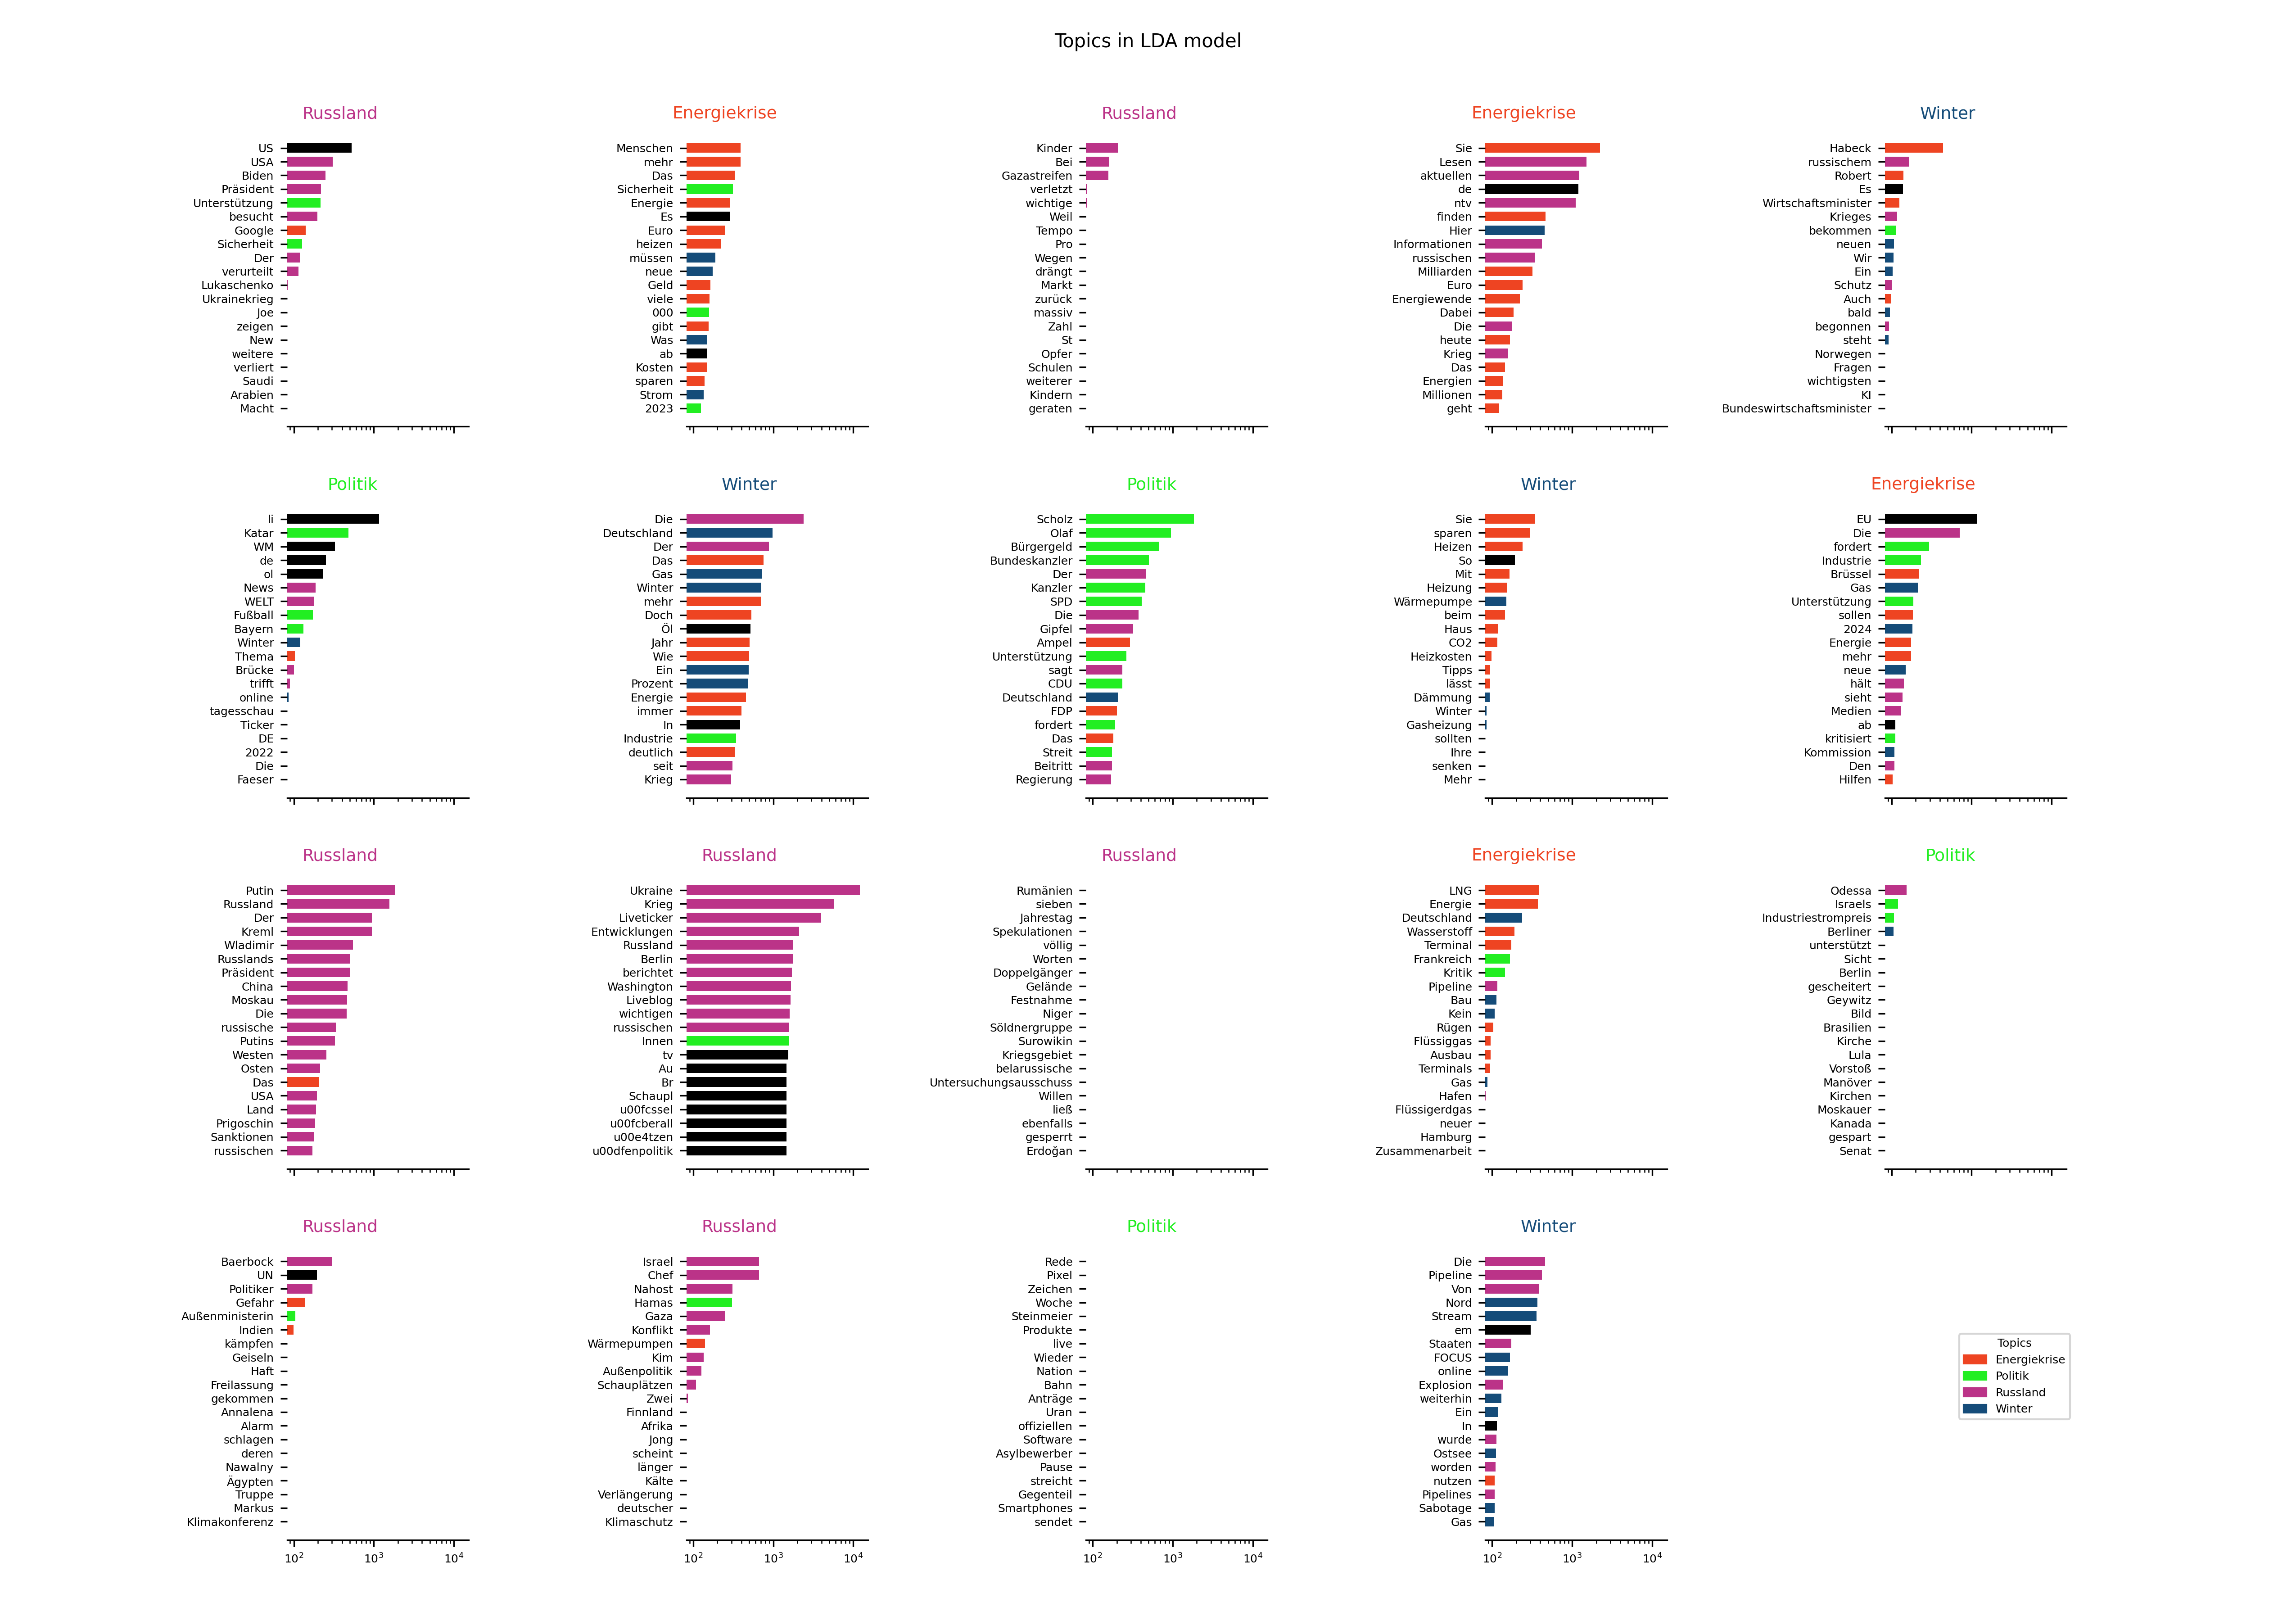 Topics in LDA model
Russland
US
USA
Biden
Präsident
Unterstützung
besucht
Google
Sicherheit
Der
verurteilt
Lukaschenko
Ukrainekrieg
Joe
zeigen
New
weitere
verliert
Saudi
Arabien
Macht
Energiekrise
Menschen
mehr
Das
Sicherheit
Energie
Es
Euro
heizen
müssen
neue
Geld
viele
000
gibt
Was
ab
Kosten
sparen
Strom
2023
Russland
Kinder
Bei
Gazastreifen
verletzt
wichtige
Weil
Tempo
Pro
Wegen
drängt
Markt
zurück
massiv
Zahl
St
Opfer
Schulen
weiterer
Kindern
geraten
Energiekrise
Sie
Lesen
aktuellen
de
ntv
finden
Hier
Informationen
russischen
Milliarden
Euro
Energiewende
Dabei
Die
heute
Krieg
Das
Energien
Millionen
geht
Winter
Habeck
russischem
Robert
Es
Wirtschaftsminister
Krieges
bekommen
neuen
Wir
Ein
Schutz
Auch
bald
begonnen
steht
Norwegen
Fragen
wichtigsten
KI
Bundeswirtschaftsminister
Politik
li
Katar
WM
de
ol
News
WELT
Fußball
Bayern
Winter
Thema
Brücke
trifft
online
tagesschau
Ticker
DE
2022
Die
Faeser
Winter
Die
Deutschland
Der
Das
Gas
Winter
mehr
Doch
Öl
Jahr
Wie
Ein
Prozent
Energie
immer
In
Industrie
deutlich
seit
Krieg
Politik
Scholz
Olaf
Bürgergeld
Bundeskanzler
Der
Kanzler
SPD
Die
Gipfel
Ampel
Unterstützung
sagt
CDU
Deutschland
FDP
fordert
Das
Streit
Beitritt
Regierung
Winter
Sie
sparen
Heizen
So
Mit
Heizung
Wärmepumpe
beim
Haus
CO2
Heizkosten
Tipps
lässt
Dämmung
Winter
Gasheizung
sollten
Ihre
senken
Mehr
Energiekrise
EU
Die
fordert
Industrie
Brüssel
Gas
Unterstützung
sollen
2024
Energie
mehr
neue
hält
sieht
Medien
ab
kritisiert
Kommission
Den
Hilfen
Russland
Putin
Russland
Der
Kreml
Wladimir
Russlands
Präsident
China
Moskau
Die
russische
Putins
Westen
Osten
Das
USA
Land
Prigoschin
Sanktionen
russischen
Russland
Ukraine
Krieg
Liveticker
Entwicklungen
Russland
Berlin
berichtet
Washington
Liveblog
wichtigen
russischen
Innen
tv
Au
Br
Schaupl
u00fcssel
u00fcberall
u00e4tzen
u00dfenpolitik
Russland
Rumänien
sieben
Jahrestag
Spekulationen
völlig
Worten
Doppelgänger
Gelände
Festnahme
Niger
Söldnergruppe
Surowikin
Kriegsgebiet
belarussische
Untersuchungsausschuss
Willen
ließ
ebenfalls
gesperrt
Erdoğan
Energiekrise
LNG
Energie
Deutschland
Wasserstoff
Terminal
Frankreich
Kritik
Pipeline
Bau
Kein
Rügen
Flüssiggas
Ausbau
Terminals
Gas
Hafen
Flüssigerdgas
neuer
Hamburg
Zusammenarbeit
Politik
Odessa
Israels
Industriestrompreis
Berliner
unterstützt
Sicht
Berlin
gescheitert
Geywitz
Bild
Brasilien
Kirche
Lula
Vorstoß
Manöver
Kirchen
Moskauer
Kanada
gespart
Senat
Russland
Baerbock
UN
Politiker
Gefahr
Außenministerin
Indien
kämpfen
Geiseln
Haft
Freilassung
gekommen
Annalena
Alarm
schlagen
deren
Nawalny
Ägypten
Truppe
Markus
Klimakonferenz
10² 10³ 10⁴
Russland
Israel
Chef
Nahost
Hamas
Gaza
Konflikt
Wärmepumpen
Kim
Außenpolitik
Schauplätzen
Zwei
Finnland
Afrika
Jong
scheint
länger
Kälte
Verlängerung
deutscher
Klimaschutz
10² 10³ 10⁴
Politik
Rede
Pixel
Zeichen
Woche
Steinmeier
Produkte
live
Wieder
Nation
Bahn
Anträge
Uran
offiziellen
Software
Asylbewerber
Pause
streicht
Gegenteil
Smartphones
sendet
10² 10³ 10⁴
Winter
Die
Pipeline
Von
Nord
Stream
em
Staaten
FOCUS
online
Explosion
weiterhin
Ein
In
wurde
Ostsee
worden
nutzen
Pipelines
Sabotage
Gas
10² 10³ 10⁴
Topics
Energiekrise
Politik
Russland
Winter